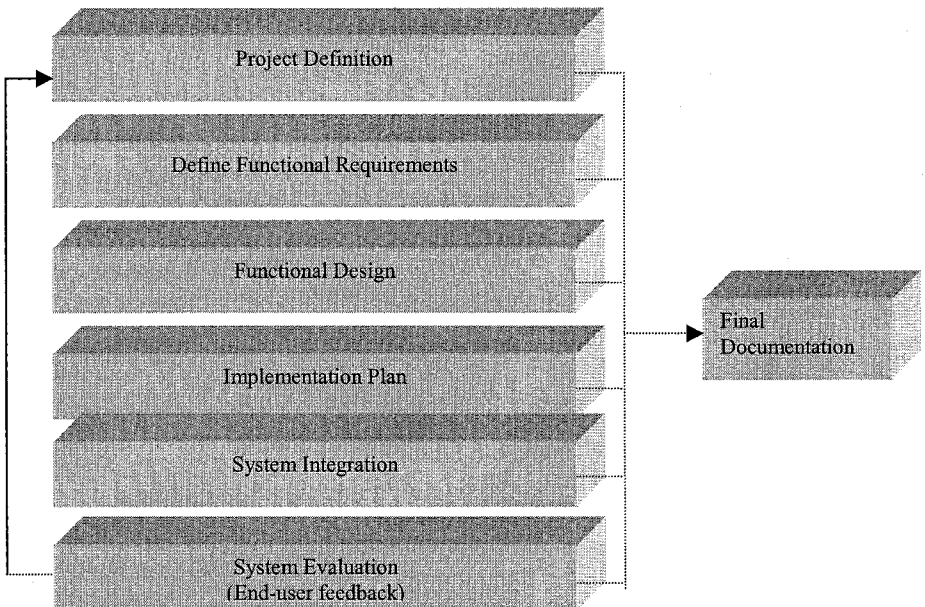 Project Definition
Define Functional Requirements
Functional Design
Implementation Plan
System Integration
System Evaluation
(End-user feedback)
Final
Documentation